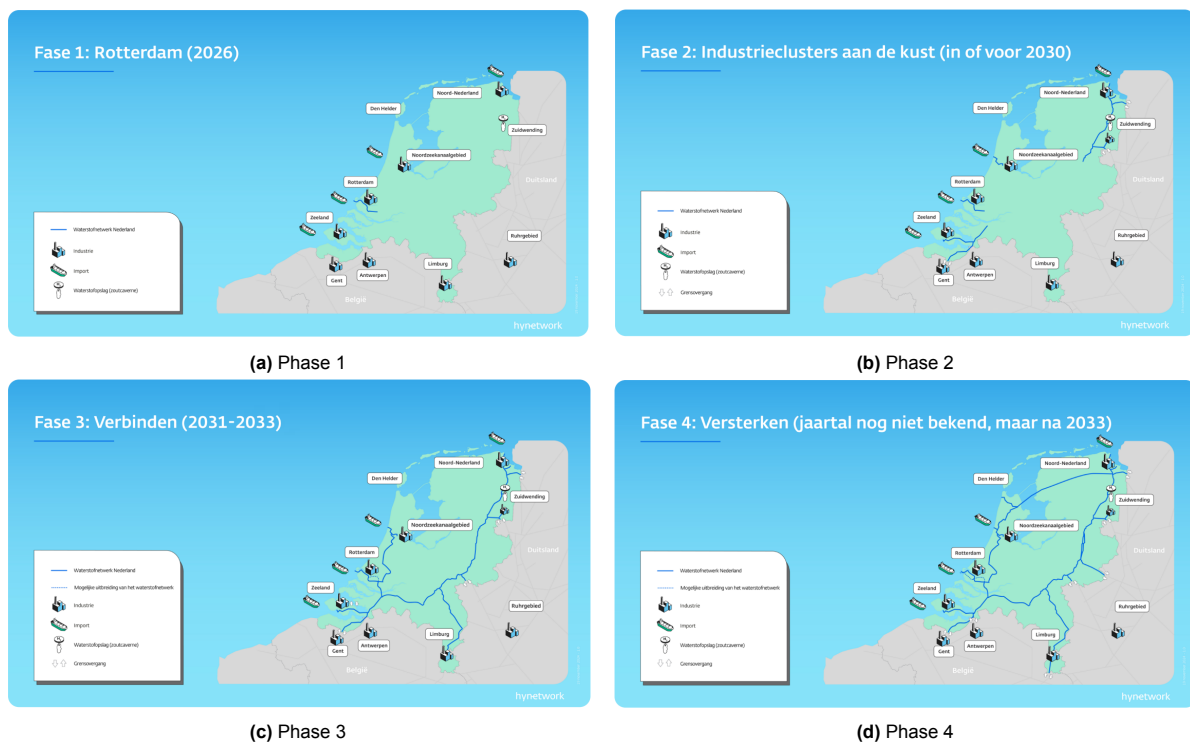 Fase 1: Rotterdam (2026)
Noord-Nederland
Den Helder
Zuidwending
Noordzeekanaalgebied
Duitsland
Rotterdam
Zeeland
Ruhrgebied
Limburg
Gent
Antwerpen
België
Waterstofnetwerk Nederland
Industrie
Import
Waterstofopslag (zoutcaverne)
hynetwork
(a) Phase 1
Fase 2: Industrieclusters aan de kust (in of voor 2030)
Noord-Nederland
Den Helder
Zuidwending
Noordzeekanaalgebied
Duitsland
Rotterdam
Zeeland
Ruhrgebied
Limburg
Gent
Antwerpen
België
Waterstofnetwerk Nederland
Industrie
Import
Waterstofopslag (zoutcaverne)
Grensovergang
hynetwork
(b) Phase 2
Fase 3: Verbinden (2031-2033)
Noord-Nederland
Den Helder
Zuidwending
Noordzeekanaalgebied
Duitsland
Rotterdam
Zeeland
Ruhrgebied
Limburg
Gent
Antwerpen
België
Waterstofnetwerk Nederland
Mogelijke uitbreiding van het waterstofnetwerk
Industrie
Import
Waterstofopslag (zoutcaverne)
Grensovergang
hynetwork
(c) Phase 3
Fase 4: Versterken (jaartal nog niet bekend, maar na 2033)
Noord-Nederland
Den Helder
Zuidwending
Noordzeekanaalgebied
Duitsland
Rotterdam
Zeeland
Ruhrgebied
Limburg
Gent
Antwerpen
België
Waterstofnetwerk Nederland
Mogelijke uitbreiding van het waterstofnetwerk
Industrie
Import
Waterstofopslag (zoutcaverne)
Grensovergang
hynetwork
(d) Phase 4